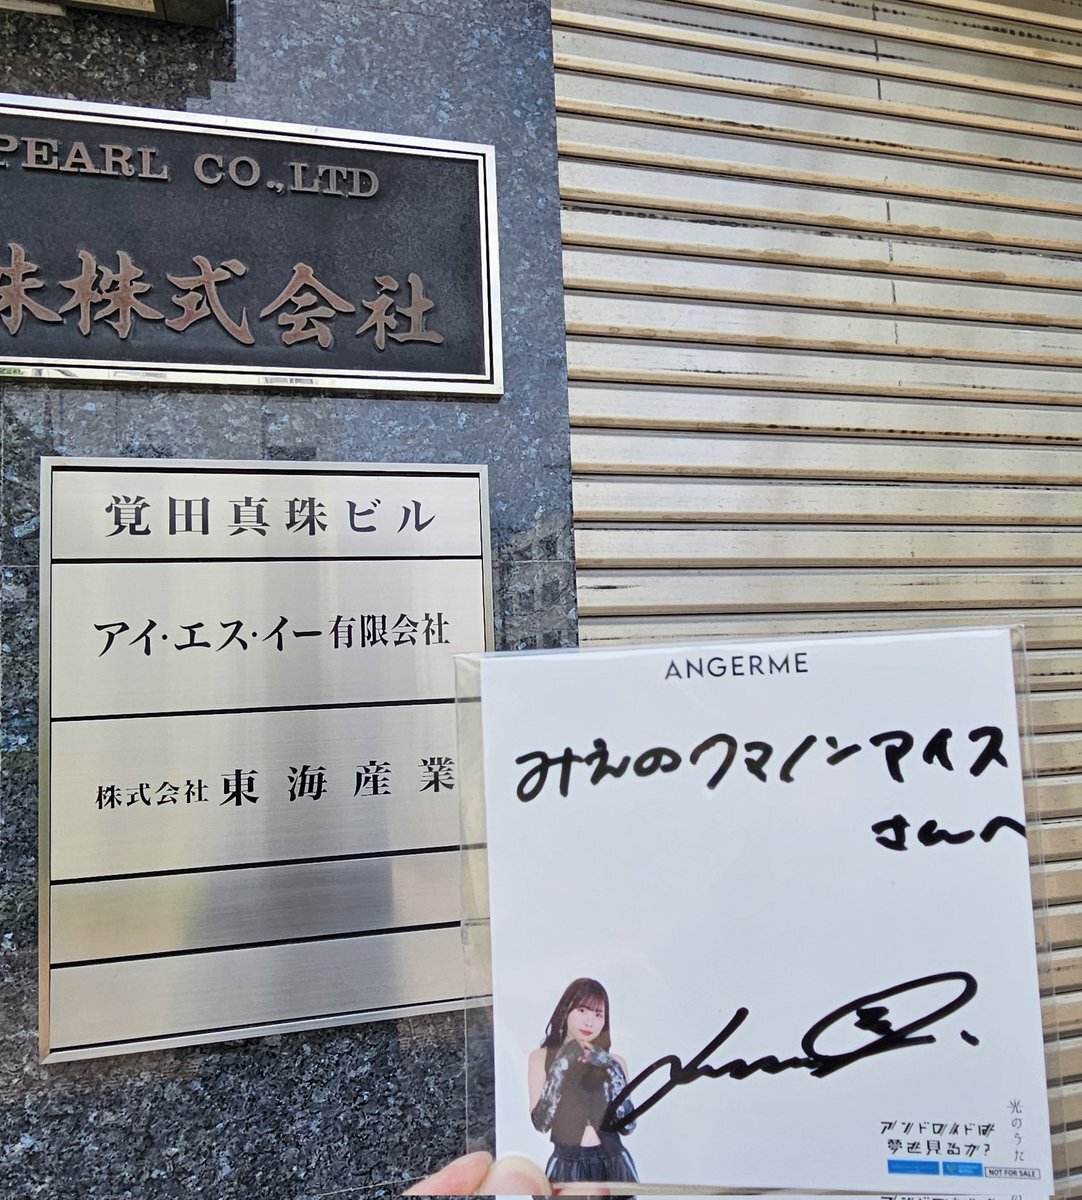 PEARL CO.,LTD
珠株式会社
覚田真珠ビル
アイ・エス・イー有限会社
株式会社 東海産業
ANGERME
みえのクマノンアイス
さんへ
光のうた
アンドロイドは
夢を見るか?
NOT FOR SALE